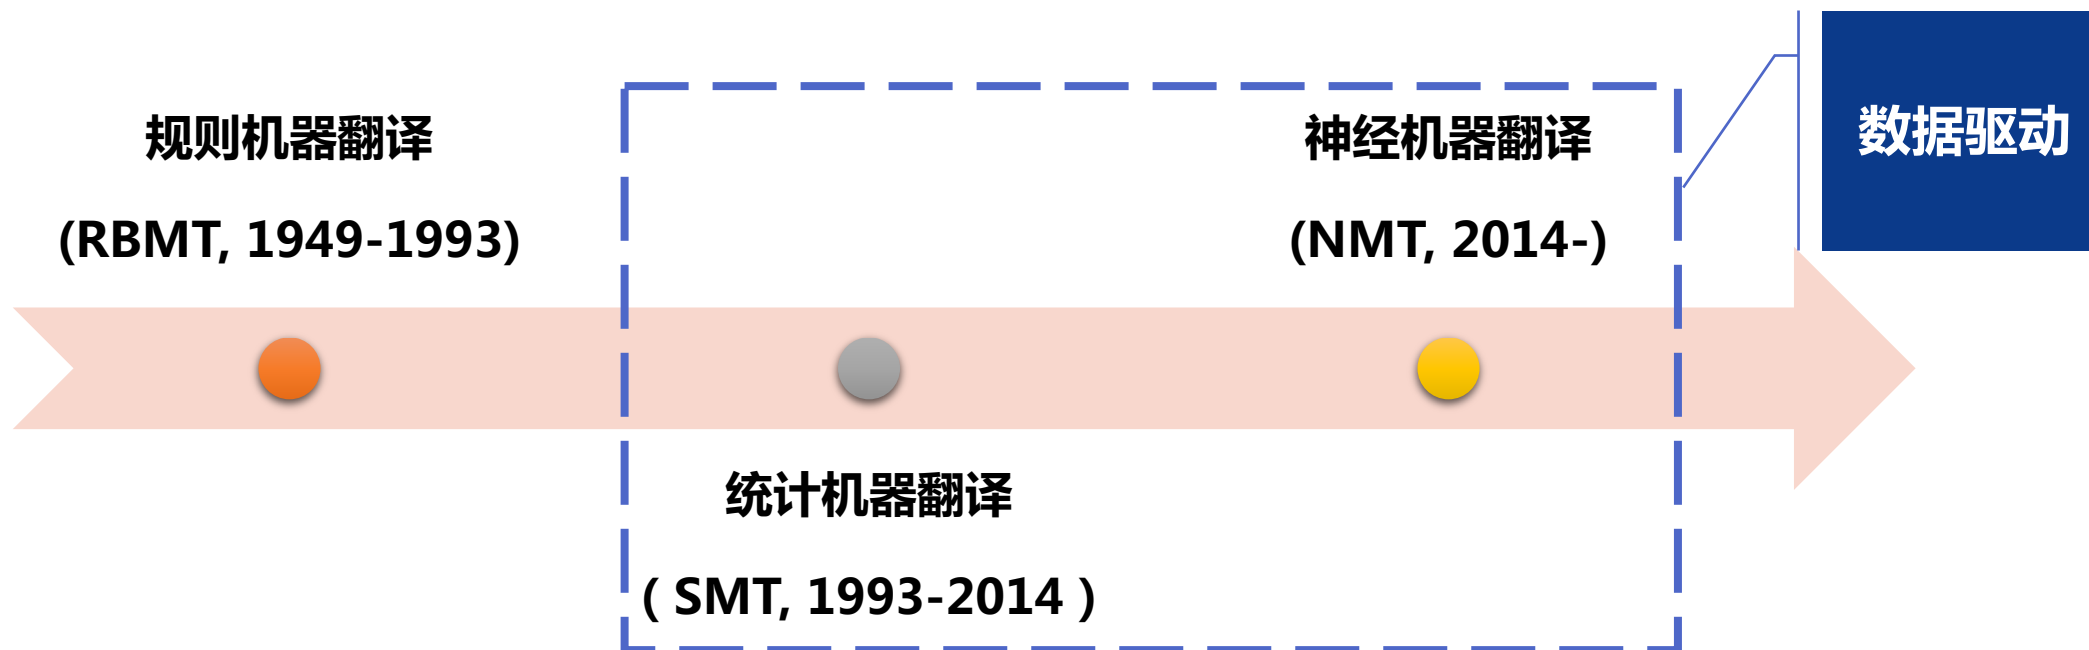 规则机器翻译
(RBMT, 1949-1993)
统计机器翻译
( SMT, 1993-2014 )
神经机器翻译
(NMT, 2014-)
数据驱动